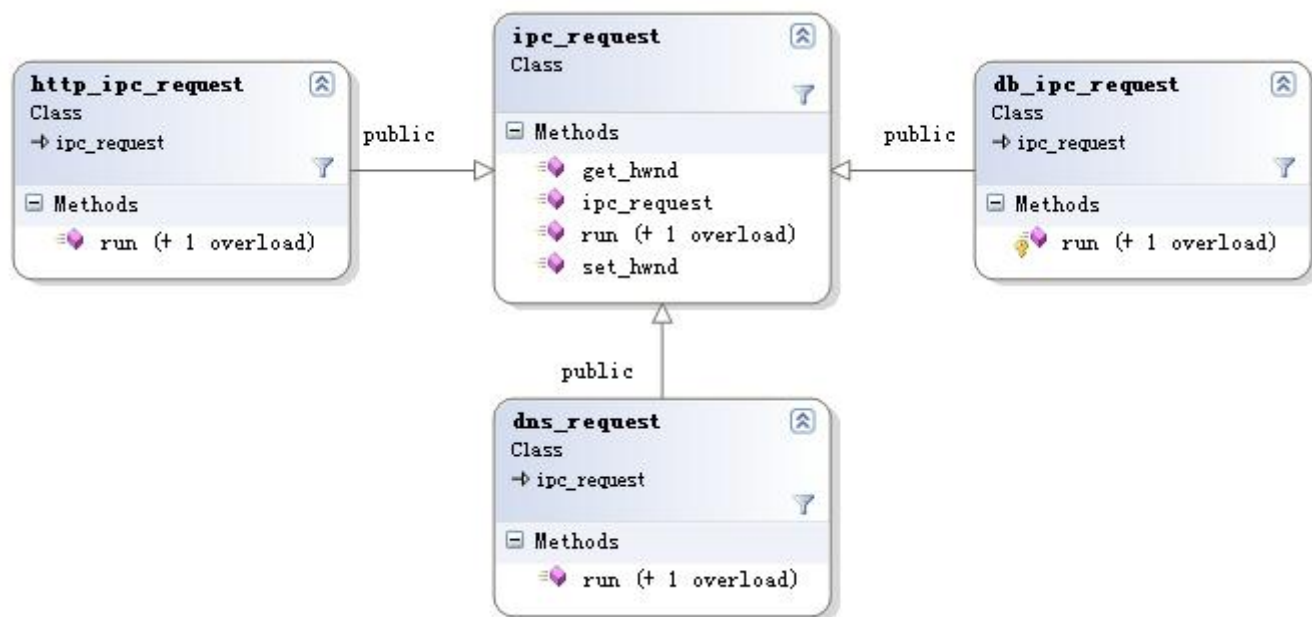 http_ipc_request
Class
ipc_request
Methods
run (+ 1 overload)
public
ipc_request
Class
Methods
get_hwnd
ipc_request
run (+ 1 overload)
set_hwnd
public
db_ipc_request
Class
ipc_request
Methods
run (+ 1 overload)
public
dns_request
Class
ipc_request
Methods
run (+ 1 overload)